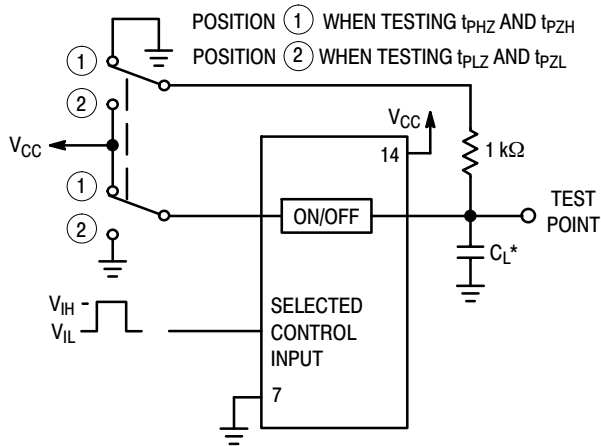 POSITION 1 WHEN TESTING tPHZ AND tPZH
POSITION 2 WHEN TESTING tPLZ AND tPZL
1
2
VCC
1
2
VCC
14
1 kΩ
ON/OFF
TEST
POINT
CL*
VIH
VIL
SELECTED
CONTROL
INPUT
7